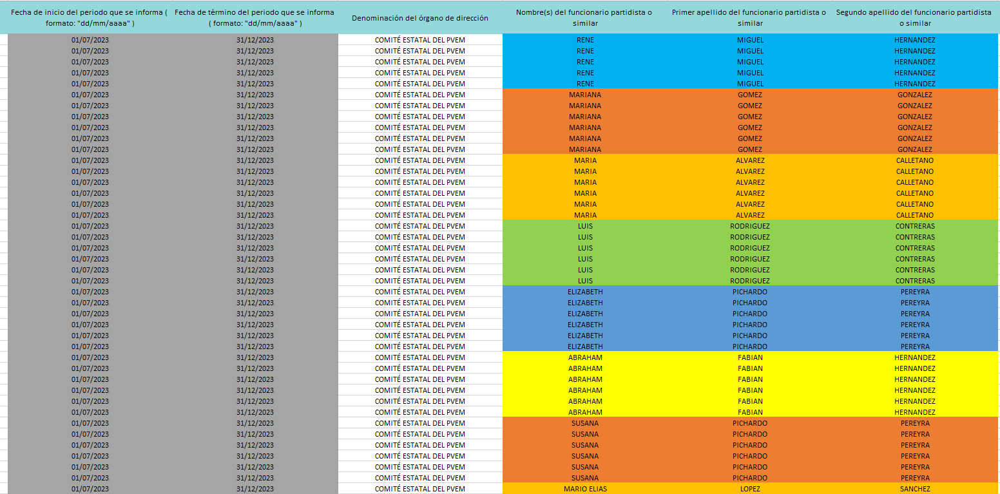 Fecha de inicio del periodo que se informa ( formato: "dd/mm/aaaa" ) Fecha de término del periodo que se informa ( formato: "dd/mm/aaaa" ) Denominación del órgano de dirección Nombre(s) del funcionario partidista o similar Primer apellido del funcionario partidista o similar Segundo apellido del funcionario partidista o similar
01/07/2023 31/12/2023 COMITÉ ESTATAL DEL PVEM RENE MIGUEL HERNANDEZ
01/07/2023 31/12/2023 COMITÉ ESTATAL DEL PVEM RENE MIGUEL HERNANDEZ
01/07/2023 31/12/2023 COMITÉ ESTATAL DEL PVEM RENE MIGUEL HERNANDEZ
01/07/2023 31/12/2023 COMITÉ ESTATAL DEL PVEM RENE MIGUEL HERNANDEZ
01/07/2023 31/12/2023 COMITÉ ESTATAL DEL PVEM RENE MIGUEL HERNANDEZ
01/07/2023 31/12/2023 COMITÉ ESTATAL DEL PVEM MARIANA GOMEZ GONZALEZ
01/07/2023 31/12/2023 COMITÉ ESTATAL DEL PVEM MARIANA GOMEZ GONZALEZ
01/07/2023 31/12/2023 COMITÉ ESTATAL DEL PVEM MARIANA GOMEZ GONZALEZ
01/07/2023 31/12/2023 COMITÉ ESTATAL DEL PVEM MARIANA GOMEZ GONZALEZ
01/07/2023 31/12/2023 COMITÉ ESTATAL DEL PVEM MARIANA GOMEZ GONZALEZ
01/07/2023 31/12/2023 COMITÉ ESTATAL DEL PVEM MARIANA GOMEZ GONZALEZ
01/07/2023 31/12/2023 COMITÉ ESTATAL DEL PVEM MARIA ALVAREZ CALLETANO
01/07/2023 31/12/2023 COMITÉ ESTATAL DEL PVEM MARIA ALVAREZ CALLETANO
01/07/2023 31/12/2023 COMITÉ ESTATAL DEL PVEM MARIA ALVAREZ CALLETANO
01/07/2023 31/12/2023 COMITÉ ESTATAL DEL PVEM MARIA ALVAREZ CALLETANO
01/07/2023 31/12/2023 COMITÉ ESTATAL DEL PVEM MARIA ALVAREZ CALLETANO
01/07/2023 31/12/2023 COMITÉ ESTATAL DEL PVEM MARIA ALVAREZ CALLETANO
01/07/2023 31/12/2023 COMITÉ ESTATAL DEL PVEM LUIS RODRIGUEZ CONTRERAS
01/07/2023 31/12/2023 COMITÉ ESTATAL DEL PVEM LUIS RODRIGUEZ CONTRERAS
01/07/2023 31/12/2023 COMITÉ ESTATAL DEL PVEM LUIS RODRIGUEZ CONTRERAS
01/07/2023 31/12/2023 COMITÉ ESTATAL DEL PVEM LUIS RODRIGUEZ CONTRERAS
01/07/2023 31/12/2023 COMITÉ ESTATAL DEL PVEM LUIS RODRIGUEZ CONTRERAS
01/07/2023 31/12/2023 COMITÉ ESTATAL DEL PVEM LUIS RODRIGUEZ CONTRERAS
01/07/2023 31/12/2023 COMITÉ ESTATAL DEL PVEM ELIZABETH PICHARDO PEREYRA
01/07/2023 31/12/2023 COMITÉ ESTATAL DEL PVEM ELIZABETH PICHARDO PEREYRA
01/07/2023 31/12/2023 COMITÉ ESTATAL DEL PVEM ELIZABETH PICHARDO PEREYRA
01/07/2023 31/12/2023 COMITÉ ESTATAL DEL PVEM ELIZABETH PICHARDO PEREYRA
01/07/2023 31/12/2023 COMITÉ ESTATAL DEL PVEM ELIZABETH PICHARDO PEREYRA
01/07/2023 31/12/2023 COMITÉ ESTATAL DEL PVEM ELIZABETH PICHARDO PEREYRA
01/07/2023 31/12/2023 COMITÉ ESTATAL DEL PVEM ABRAHAM FABIAN HERNANDEZ
01/07/2023 31/12/2023 COMITÉ ESTATAL DEL PVEM ABRAHAM FABIAN HERNANDEZ
01/07/2023 31/12/2023 COMITÉ ESTATAL DEL PVEM ABRAHAM FABIAN HERNANDEZ
01/07/2023 31/12/2023 COMITÉ ESTATAL DEL PVEM ABRAHAM FABIAN HERNANDEZ
01/07/2023 31/12/2023 COMITÉ ESTATAL DEL PVEM ABRAHAM FABIAN HERNANDEZ
01/07/2023 31/12/2023 COMITÉ ESTATAL DEL PVEM ABRAHAM FABIAN HERNANDEZ
01/07/2023 31/12/2023 COMITÉ ESTATAL DEL PVEM SUSANA PICHARDO PEREYRA
01/07/2023 31/12/2023 COMITÉ ESTATAL DEL PVEM SUSANA PICHARDO PEREYRA
01/07/2023 31/12/2023 COMITÉ ESTATAL DEL PVEM SUSANA PICHARDO PEREYRA
01/07/2023 31/12/2023 COMITÉ ESTATAL DEL PVEM SUSANA PICHARDO PEREYRA
01/07/2023 31/12/2023 COMITÉ ESTATAL DEL PVEM SUSANA PICHARDO PEREYRA
01/07/2023 31/12/2023 COMITÉ ESTATAL DEL PVEM SUSANA PICHARDO PEREYRA
01/07/2023 31/12/2023 COMITÉ ESTATAL DEL PVEM MARIO ELIAS LOPEZ SANCHEZ